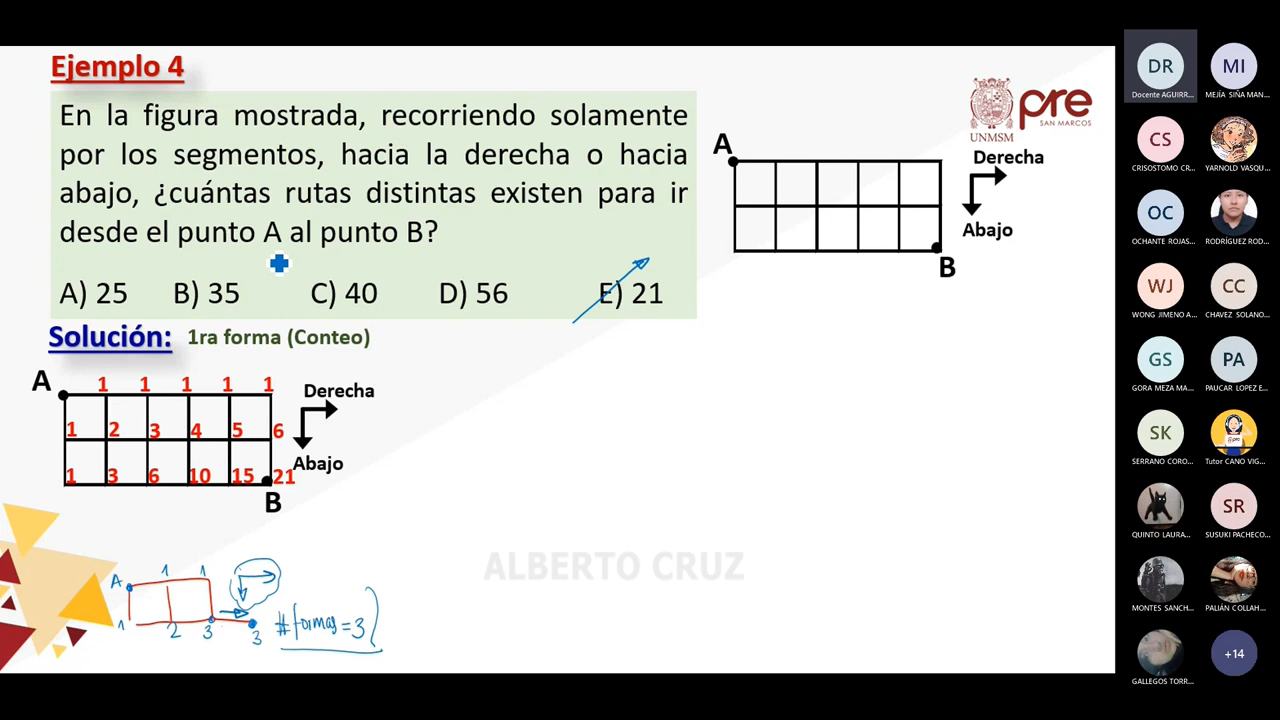 Ejemplo 4
En la figura mostrada, recorriendo solamente
por los segmentos, hacia la derecha o hacia
abajo, ¿cuántas rutas distintas existen para ir
desde el punto A al punto B?
A) 25 B) 35 C) 40 D) 56 E) 21
UNMSM
pre
SAN MARCOS
A
Derecha
Abajo
B
Solución: 1ra forma (Conteo)
A 1 1 1 1 1
Derecha
1 2 3 4 5 6
Abajo
1 3 6 10 15 21
B
A 1 1
1 2 3 3
#formas = 3
ALBERTO CRUZ
DR
Docente AGUIRR...
MI
MEJÍA SIÑA MAN...
CS
CRISOSTOMO CR...
YARNOLD VASQU...
OC
OCHANTE ROJAS...
RODRÍGUEZ ROD...
WJ
WONG JIMENO A...
CC
CHAVEZ SOLANO...
GS
GORA MEZA MA...
PA
PAUCAR LOPEZ E...
SK
SERRANO CORO...
Tutor CANO VIG...
QUINTO LAURA...
SR
SUSUKI PACHECO...
MONTES SANCH...
PALIÁN COLLAH...
GALLEGOS TORR...
+14